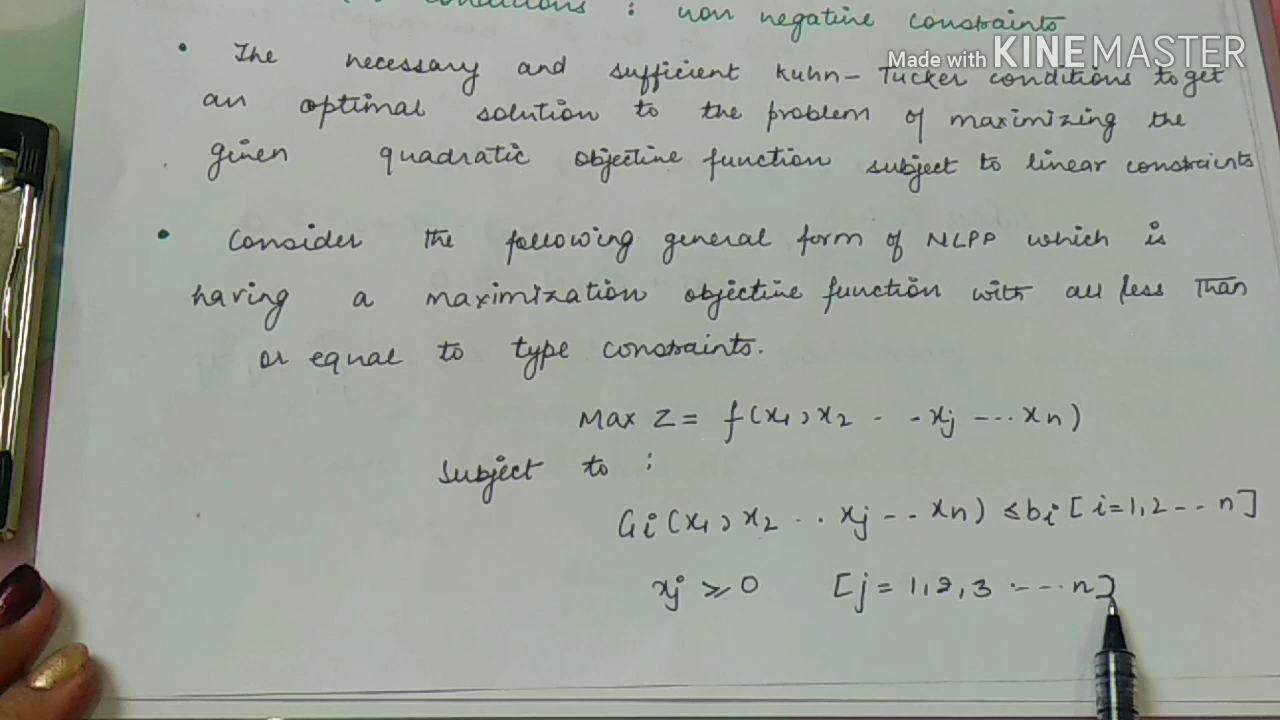 conditions : non negative constraints
Made with KINEMASTER
• The necessary and sufficient Kuhn - Tucker conditions to get
an optimal solution to the problem of maximizing the
given quadratic objective function subject to linear constraints
• Consider the following general form of NLPP which is
having a maximization objective function with all less than
or equal to type constraints.
Max Z = f(x1, x2 - - xj --- xn)
Subject to :
Gi(x1, x2 .. xj -- xn) ≤ bi [i=1,2 -- n]
xj ≥ 0 [j = 1,2,3 ---- n]